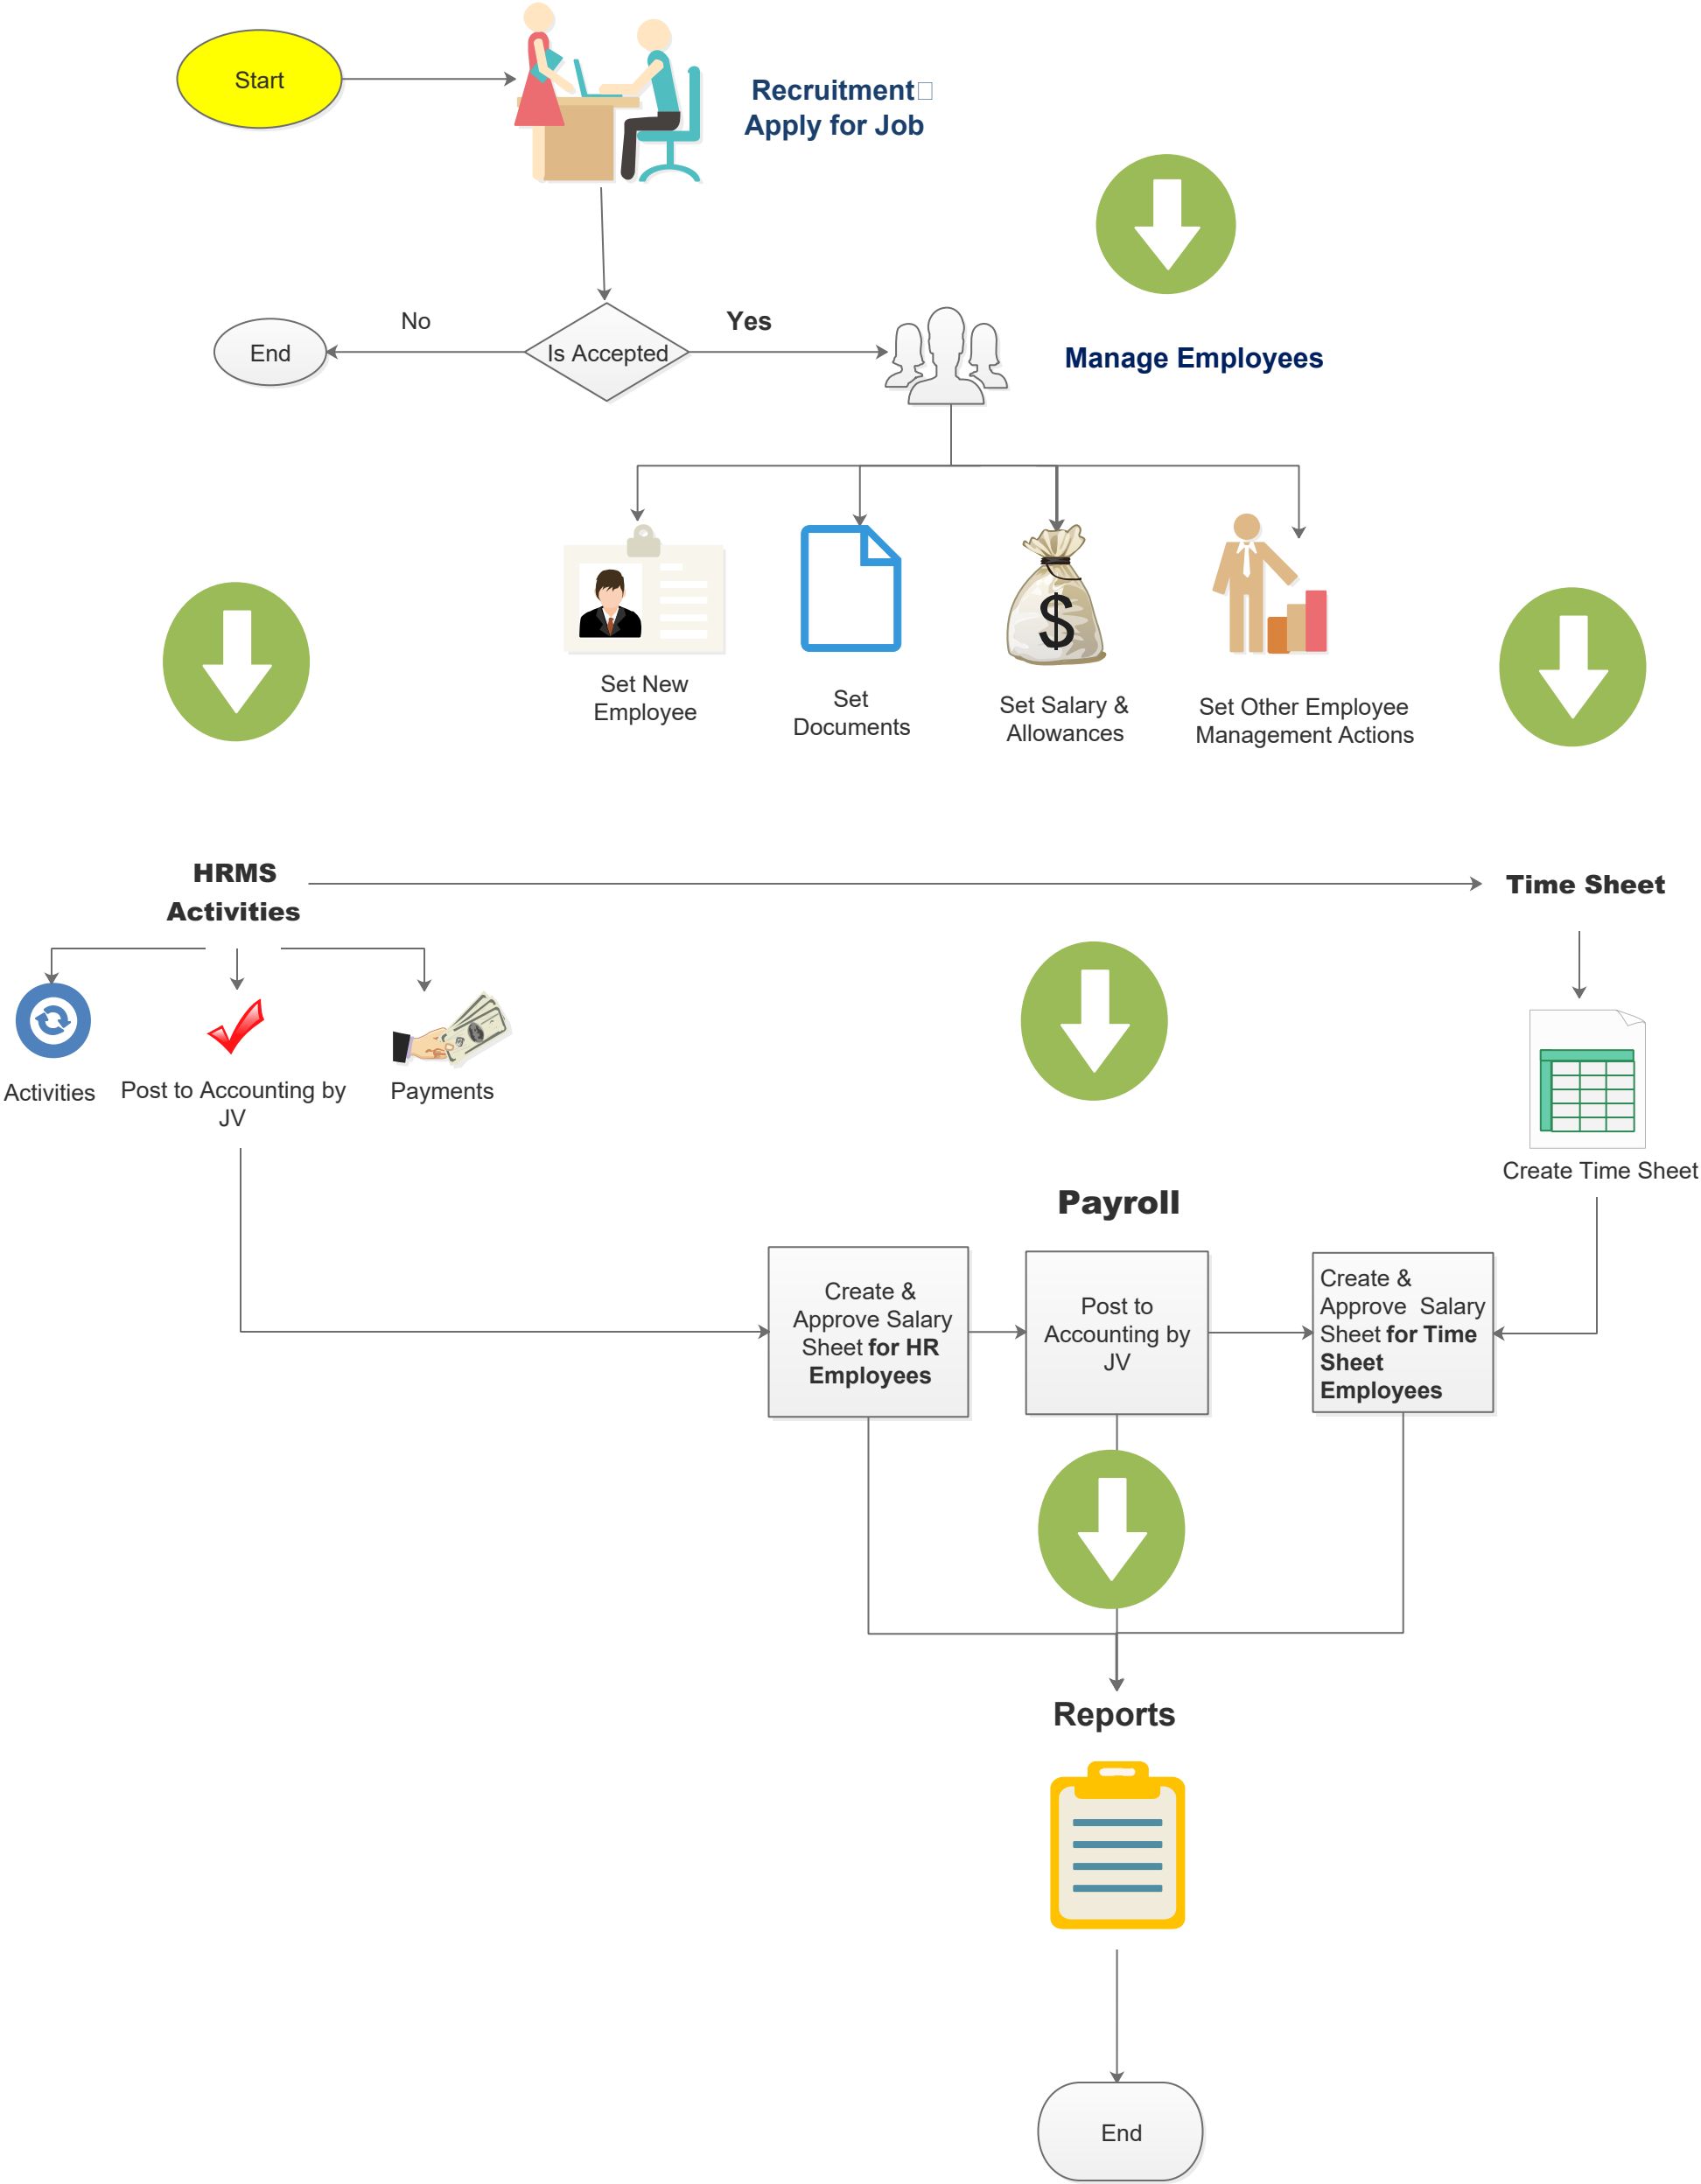 Start
Recruitment
Apply for Job
No
Yes
End
Is Accepted
Manage Employees
Set New
Employee
Set
Documents
$
Set Salary &
Allowances
Set Other Employee
Management Actions
HRMS
Activities
Time Sheet
Activities
Post to Accounting by
JV
Payments
Create Time Sheet
Payroll
Create &
Approve Salary
Sheet for HR
Employees
Post to
Accounting by
JV
Create &
Approve  Salary
Sheet for Time
Sheet
Employees
Reports
End